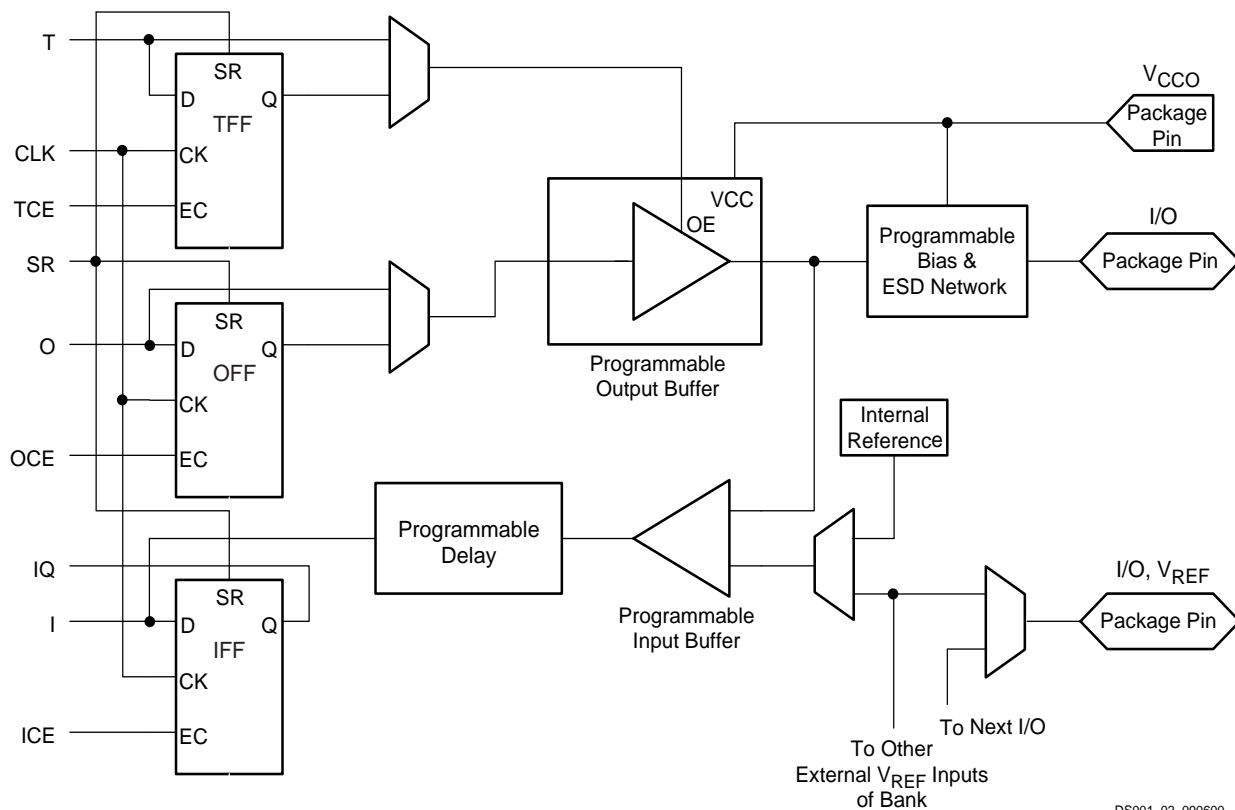 T
SR
D
Q
TFF
CLK
CK
TCE
EC
SR
SR
O
D
Q
OFF
CK
OCE
EC
IQ
SR
I
D
Q
IFF
CK
ICE
EC
VCC
OE
Programmable
Output Buffer
VCCO
Package
Pin
Programmable
Bias &
ESD Network
I/O
Package Pin
Internal
Reference
Programmable
Delay
Programmable
Input Buffer
I/O, VREF
Package Pin
To Next I/O
To Other
External VREF Inputs
of Bank
DS001_02_090600